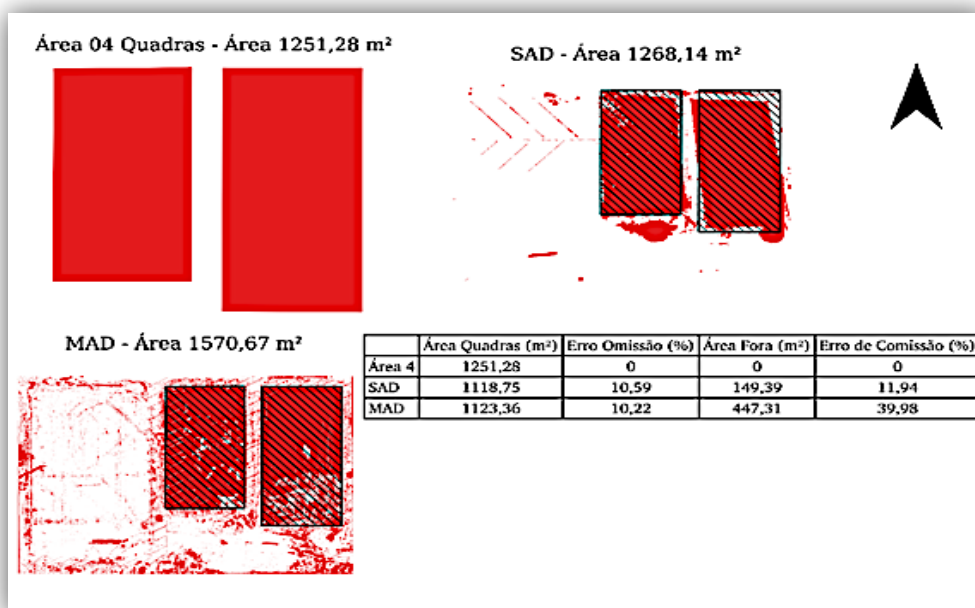 Área 04 Quadras - Área 1251,28 m²
SAD - Área 1268,14 m²
MAD - Área 1570,67 m²
Área Quadras (m²) Erro Omissão (%) Área Fora (m²) Erro de Comissão (%)
Área 4 1251,28 0 0 0
SAD 1118,75 10,59 149,39 11,94
MAD 1123,36 10,22 447,31 39,98